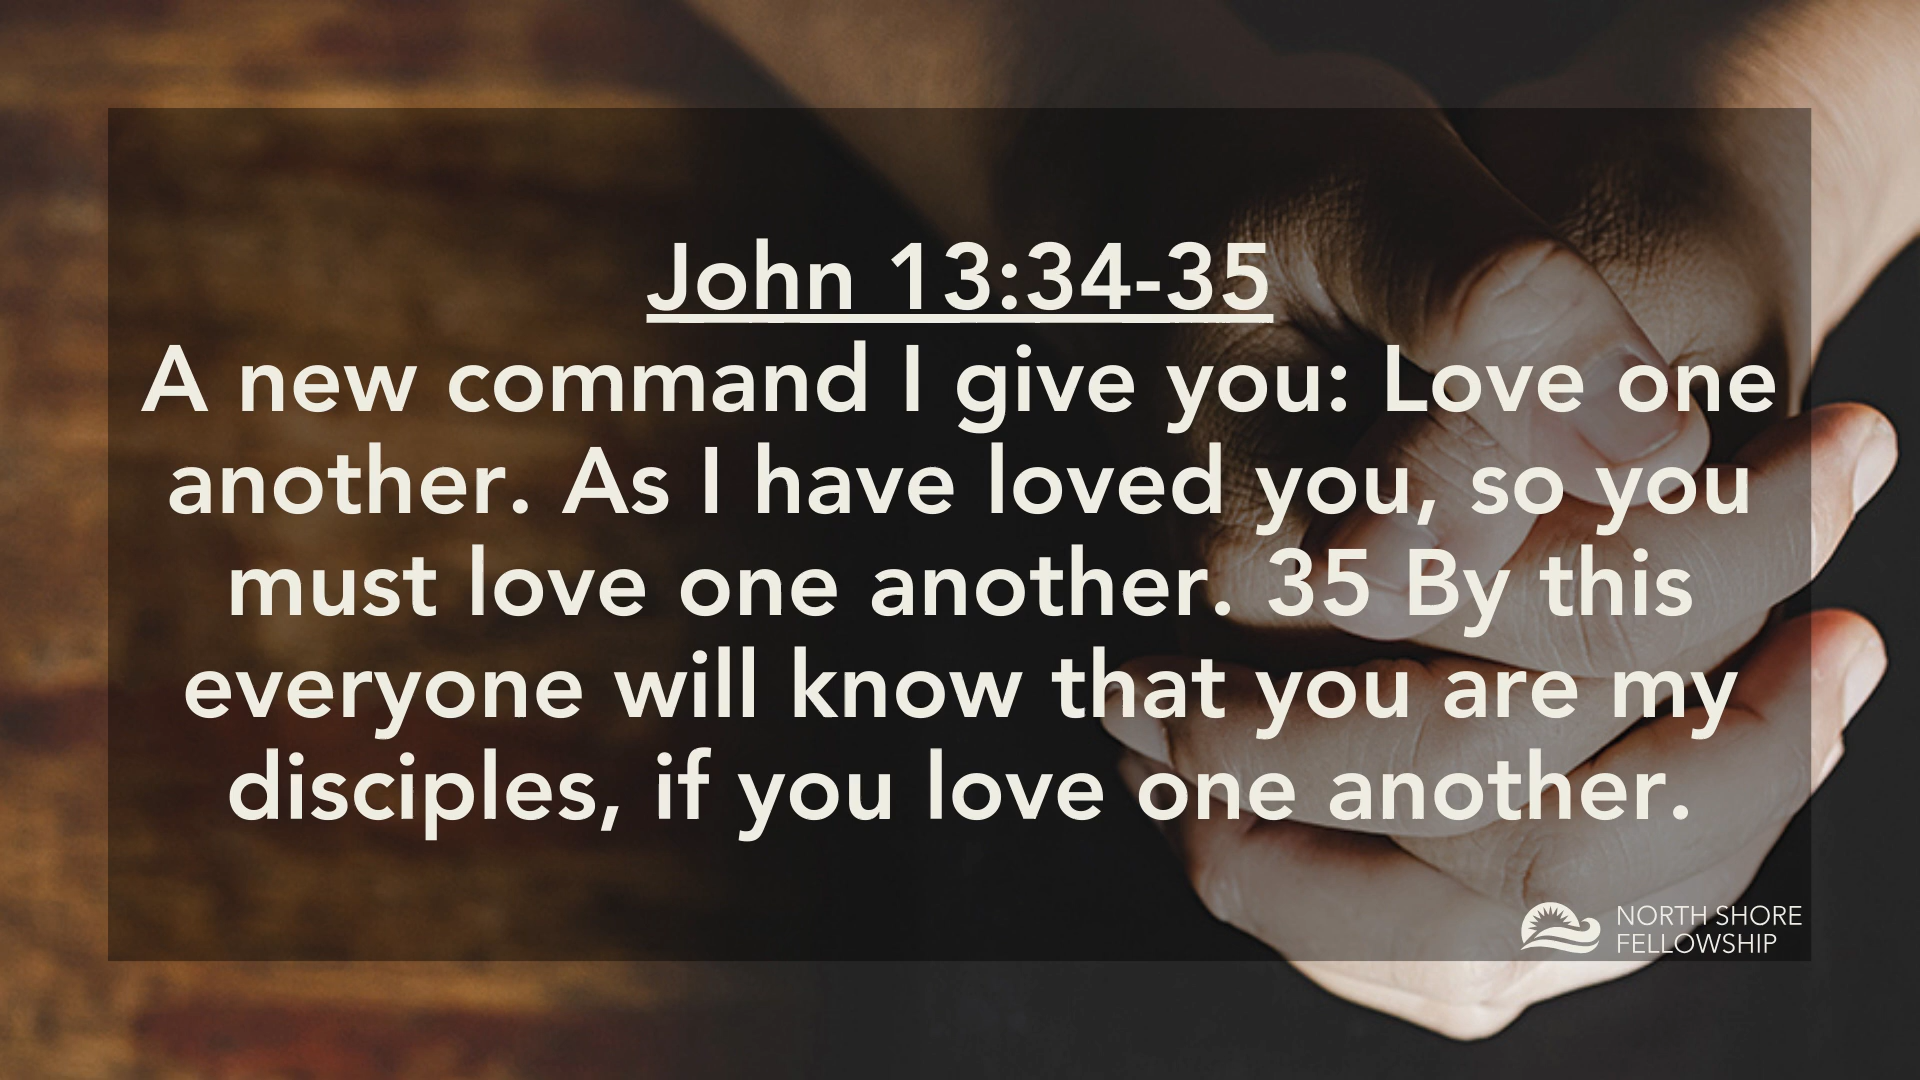 John 13:34-35
A new command I give you: Love one
another. As I have loved you, so you
must love one another. 35 By this
everyone will know that you are my
disciples, if you love one another.
NORTH SHORE
FELLOWSHIP